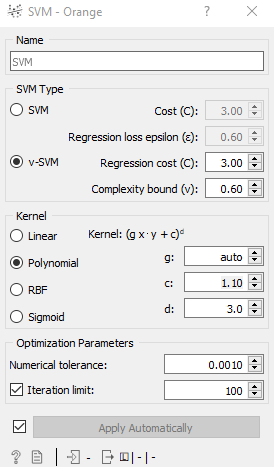 SVM - Orange ? ×
Name
SVM
SVM Type
SVM Cost (C): 3.00
Regression loss epsilon (ε): 0.60
ν-SVM Regression cost (C): 3.00
Complexity bound (ν): 0.60
Kernel
Linear Kernel: (g x·y + c)ᵈ
Polynomial g: auto
RBF c: 1.10
Sigmoid d: 3.0
Optimization Parameters
Numerical tolerance: 0.0010
Iteration limit: 100
Apply Automatically
? - - | -